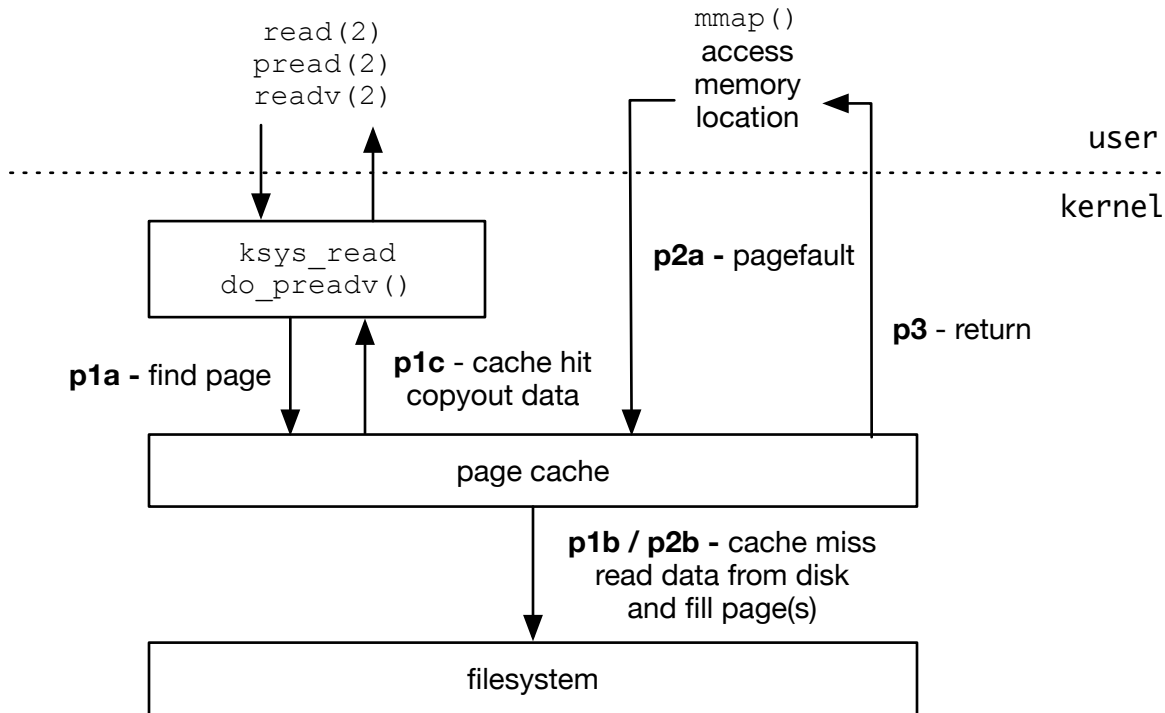 read(2)
pread(2)
readv(2)
mmap()
access
memory
location
user
kernel
ksys_read
do_preadv()
p2a - pagefault
p3 - return
p1a - find page
p1c - cache hit
copyout data
page cache
p1b / p2b - cache miss
read data from disk
and fill page(s)
filesystem